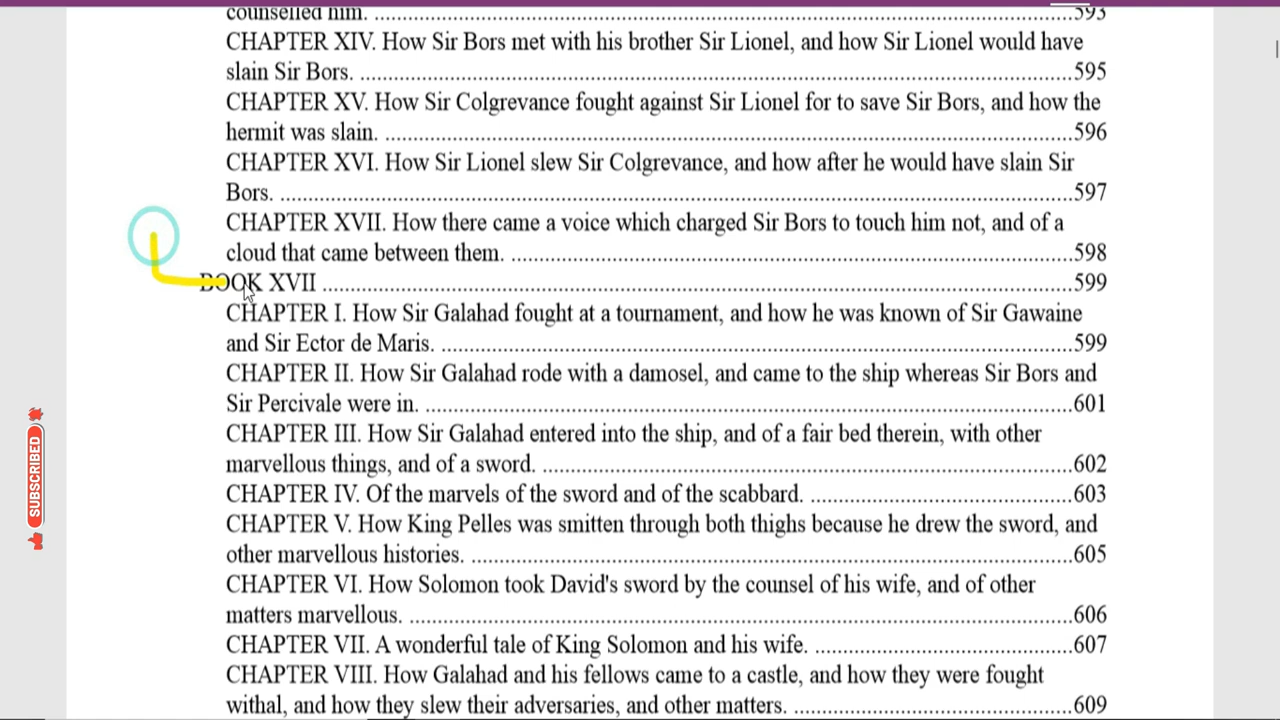 counselled him. ....................................................................................................................593
CHAPTER XIV. How Sir Bors met with his brother Sir Lionel, and how Sir Lionel would have
slain Sir Bors. ......................................................................................................................595
CHAPTER XV. How Sir Colgrevance fought against Sir Lionel for to save Sir Bors, and how the
hermit was slain. ..................................................................................................................596
CHAPTER XVI. How Sir Lionel slew Sir Colgrevance, and how after he would have slain Sir
Bors. ....................................................................................................................................597
CHAPTER XVII. How there came a voice which charged Sir Bors to touch him not, and of a
cloud that came between them. .............................................................................................598
BOOK XVII .............................................................................................................................599
CHAPTER I. How Sir Galahad fought at a tournament, and how he was known of Sir Gawaine
and Sir Ector de Maris. .........................................................................................................599
CHAPTER II. How Sir Galahad rode with a damosel, and came to the ship whereas Sir Bors and
Sir Percivale were in. ...........................................................................................................601
CHAPTER III. How Sir Galahad entered into the ship, and of a fair bed therein, with other
marvellous things, and of a sword. ........................................................................................602
CHAPTER IV. Of the marvels of the sword and of the scabbard. ............................................603
CHAPTER V. How King Pelles was smitten through both thighs because he drew the sword, and
other marvellous histories. ....................................................................................................605
CHAPTER VI. How Solomon took David's sword by the counsel of his wife, and of other
matters marvellous. ..............................................................................................................606
CHAPTER VII. A wonderful tale of King Solomon and his wife. ...........................................607
CHAPTER VIII. How Galahad and his fellows came to a castle, and how they were fought
withal, and how they slew their adversaries, and other matters. ..............................................609
SUBSCRIBED